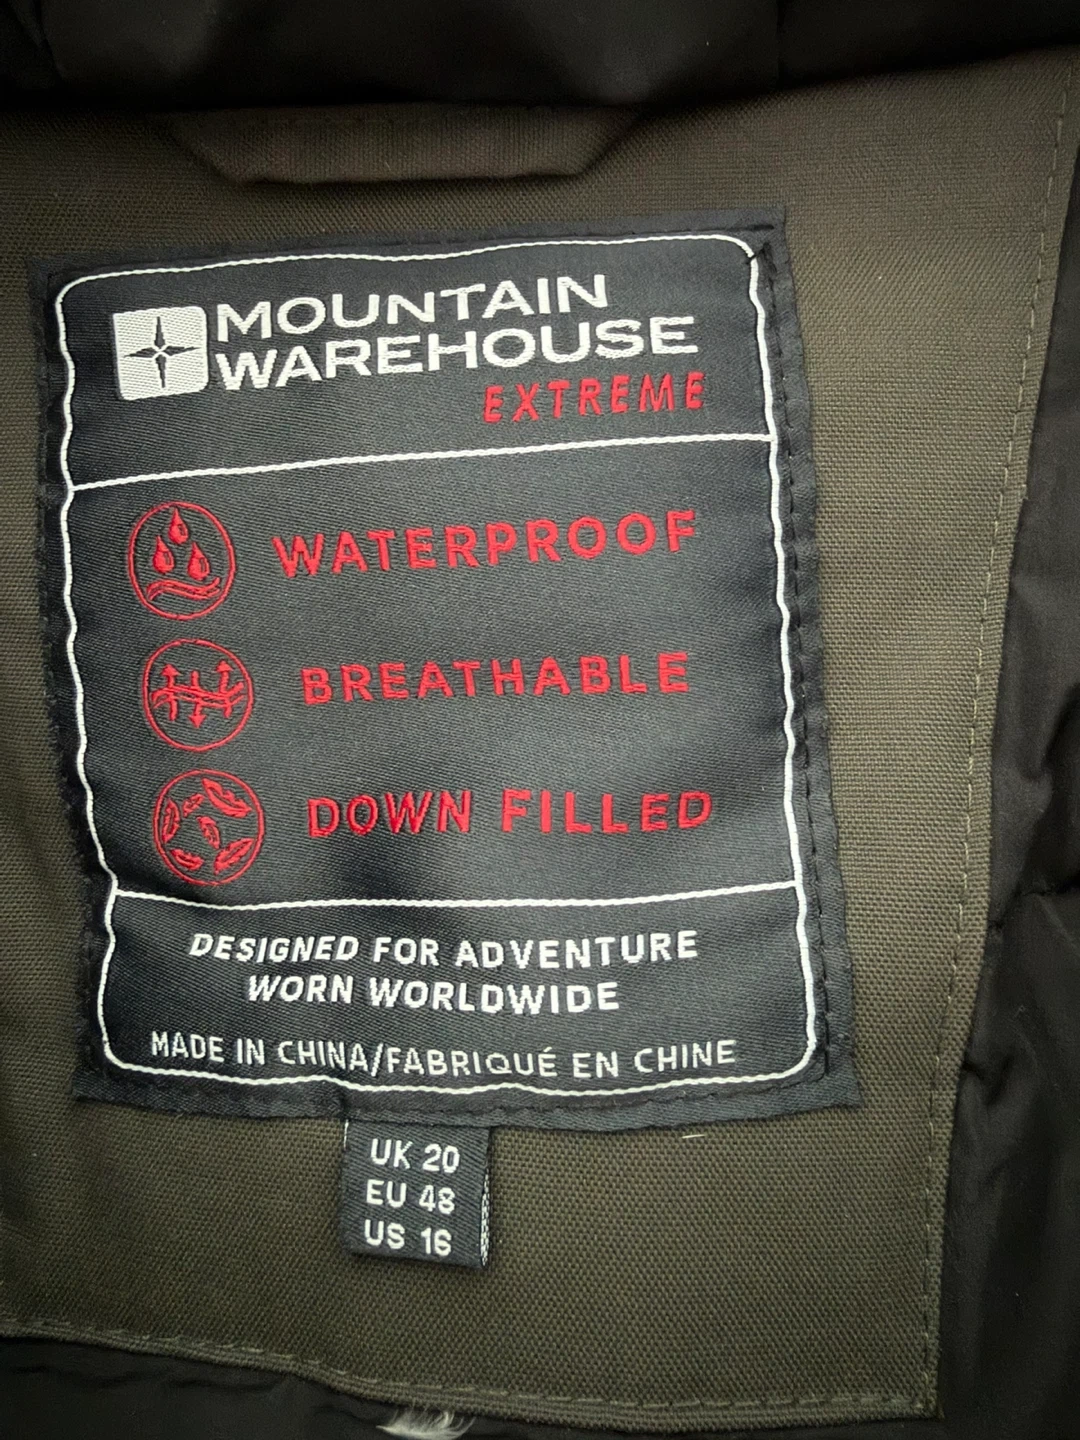 MOUNTAIN
WAREHOUSE
EXTREME
WATERPROOF
BREATHABLE
DOWN FILLED
DESIGNED FOR ADVENTURE
WORN WORLDWIDE
MADE IN CHINA/FABRIQUÉ EN CHINE
UK 20
EU 48
US 16